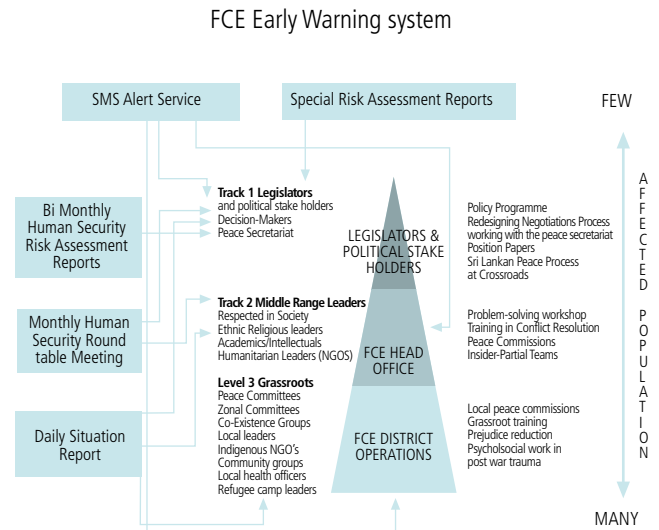 FCE Early Warning system
SMS Alert Service
Special Risk Assessment Reports
FEW
Bi Monthly
Human Security
Risk Assessment
Reports
Track 1 Legislators
and political stake holders
Decision-Makers
Peace Secretariat
LEGISLATORS &
POLITICAL STAKE
HOLDERS
Policy Programme
Redesigning Negotiations Process
working with the peace secretariat
Position Papers
Sri Lankan Peace Process
at Crossroads
AFFECTED POPULATION
Monthly Human
Security Round
table Meeting
Track 2 Middle Range Leaders
Respected in Society
Ethnic Religious leaders
Academics/Intellectuals
Humanitarian Leaders (NGOS)
FCE HEAD
OFFICE
Problem-solving workshop
Training in Conflict Resolution
Peace Commissions
Insider-Partial Teams
Daily Situation
Report
Level 3 Grassroots
Peace Committees
Zonal Committees
Co-Existence Groups
Local leaders
Indigenous NGO's
Community groups
Local health officers
Refugee camp leaders
FCE DISTRICT
OPERATIONS
Local peace commissions
Grassroot training
Prejudice reduction
Psycholsocial work in
post war trauma
MANY